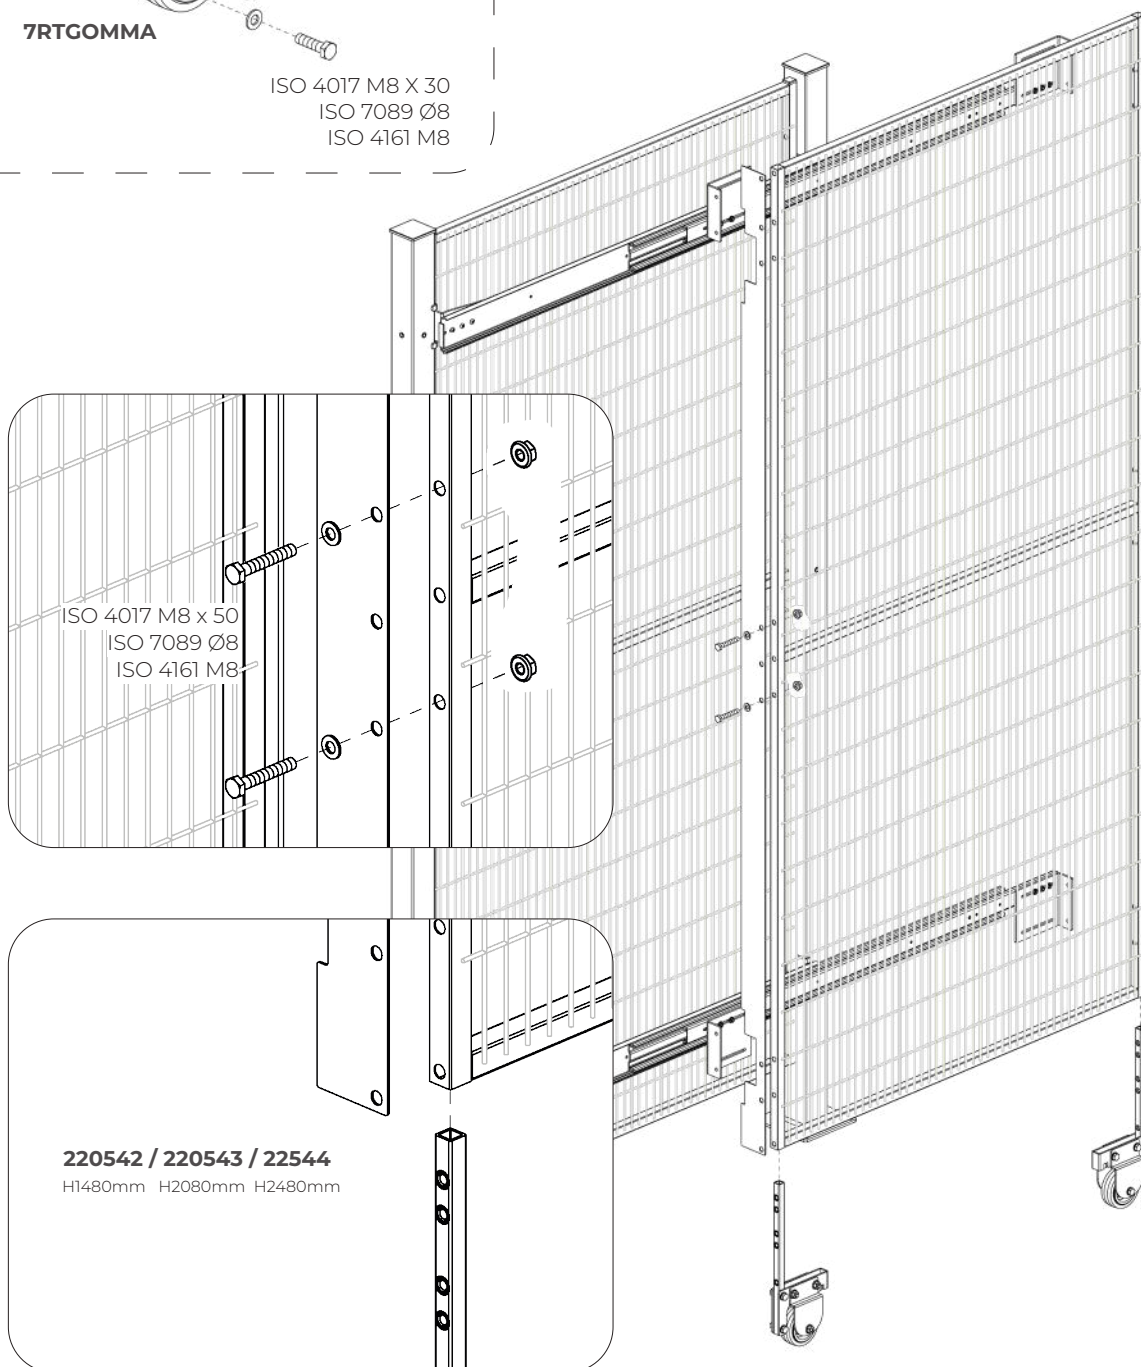 7RTGOMMA
ISO 4017 M8 X 30
ISO 7089 Ø8
ISO 4161 M8
ISO 4017 M8 x 50
ISO 7089 Ø8
ISO 4161 M8
220542 / 220543 / 22544
H1480mm H2080mm H2480mm